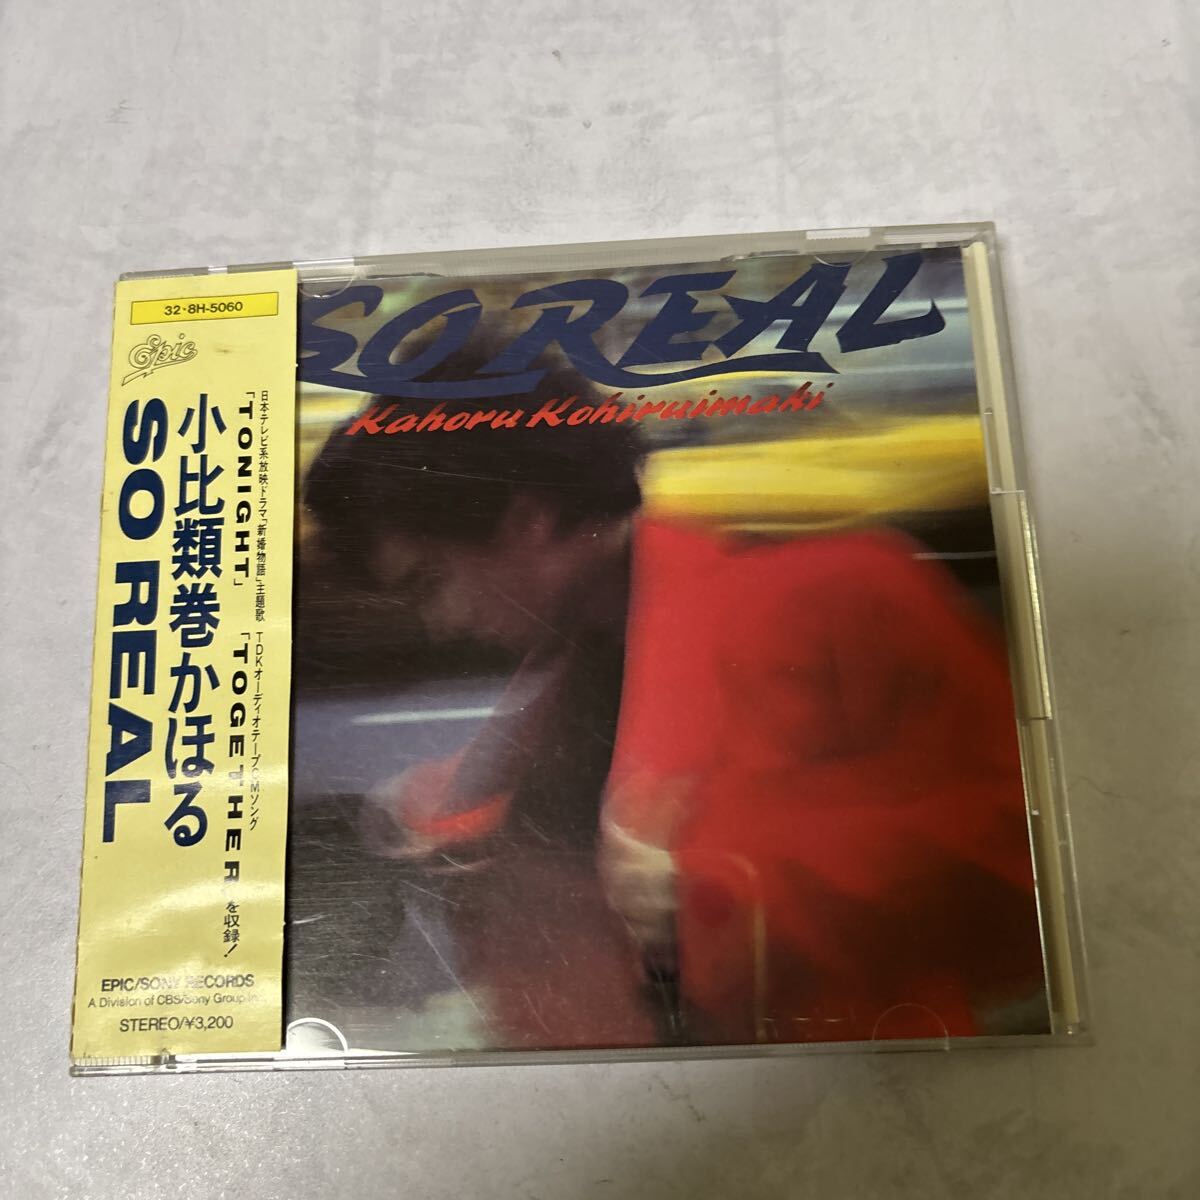 32・8H-5060
Epic
小比類巻かほる
SO REAL
日本テレビ系放映ドラマ「新婚物語」主題歌
「TONIGHT」
TDKオーディオテープCMソング
「TOGETHER」を収録!
EPIC/SONY RECORDS
A Division of CBS/Sony Group Inc.
STEREO/¥3,200
SO REAL
Kahoru Kohiruimaki